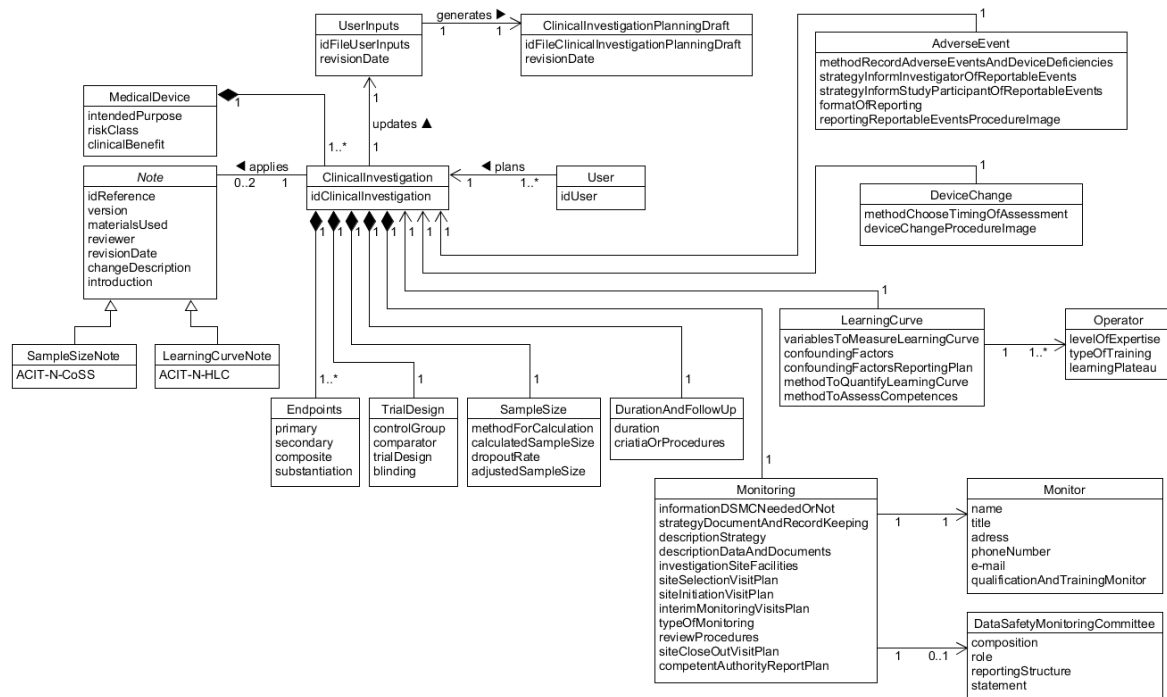 UserInputs
idFileUserInputs
revisionDate
generates ►
1
1
ClinicalInvestigationPlanningDraft
idFileClinicalInvestigationPlanningDraft
revisionDate
1
AdverseEvent
methodRecordAdverseEventsAndDeviceDeficiencies
strategyInformInvestigatorOfReportableEvents
strategyInformStudyParticipantOfReportableEvents
formatOfReporting
reportingReportableEventsProcedureImage
MedicalDevice
intendedPurpose
riskClass
clinicalBenefit
1
1..*
1
updates ▲
1
◄ applies
0..2
1
ClinicalInvestigation
idClinicalInvestigation
◄ plans
1
1..*
User
idUser
1
DeviceChange
methodChooseTimingOfAssessment
deviceChangeProcedureImage
Note
idReference
version
materialsUsed
reviewer
revisionDate
changeDescription
introduction
1
1
1
1
1
1
1
1
1
LearningCurve
variablesToMeasureLearningCurve
confoundingFactors
confoundingFactorsReportingPlan
methodToQuantifyLearningCurve
methodToAssessCompetences
1
1..*
Operator
levelOfExpertise
typeOfTraining
learningPlateau
SampleSizeNote
ACIT-N-CoSS
LearningCurveNote
ACIT-N-HLC
1..*
1
1
1
Endpoints
primary
secondary
composite
substantiation
TrialDesign
controlGroup
comparator
trialDesign
blinding
SampleSize
methodForCalculation
calculatedSampleSize
dropoutRate
adjustedSampleSize
DurationAndFollowUp
duration
criatiaOrProcedures
1
Monitoring
informationDSMCNeededOrNot
strategyDocumentAndRecordKeeping
descriptionStrategy
descriptionDataAndDocuments
investigationSiteFacilities
siteSelectionVisitPlan
siteInitiationVisitPlan
interimMonitoringVisitsPlan
typeOfMonitoring
reviewProcedures
siteCloseOutVisitPlan
competentAuthorityReportPlan
1
1
Monitor
name
title
adress
phoneNumber
e-mail
qualificationAndTrainingMonitor
1
0..1
DataSafetyMonitoringCommittee
composition
role
reportingStructure
statement